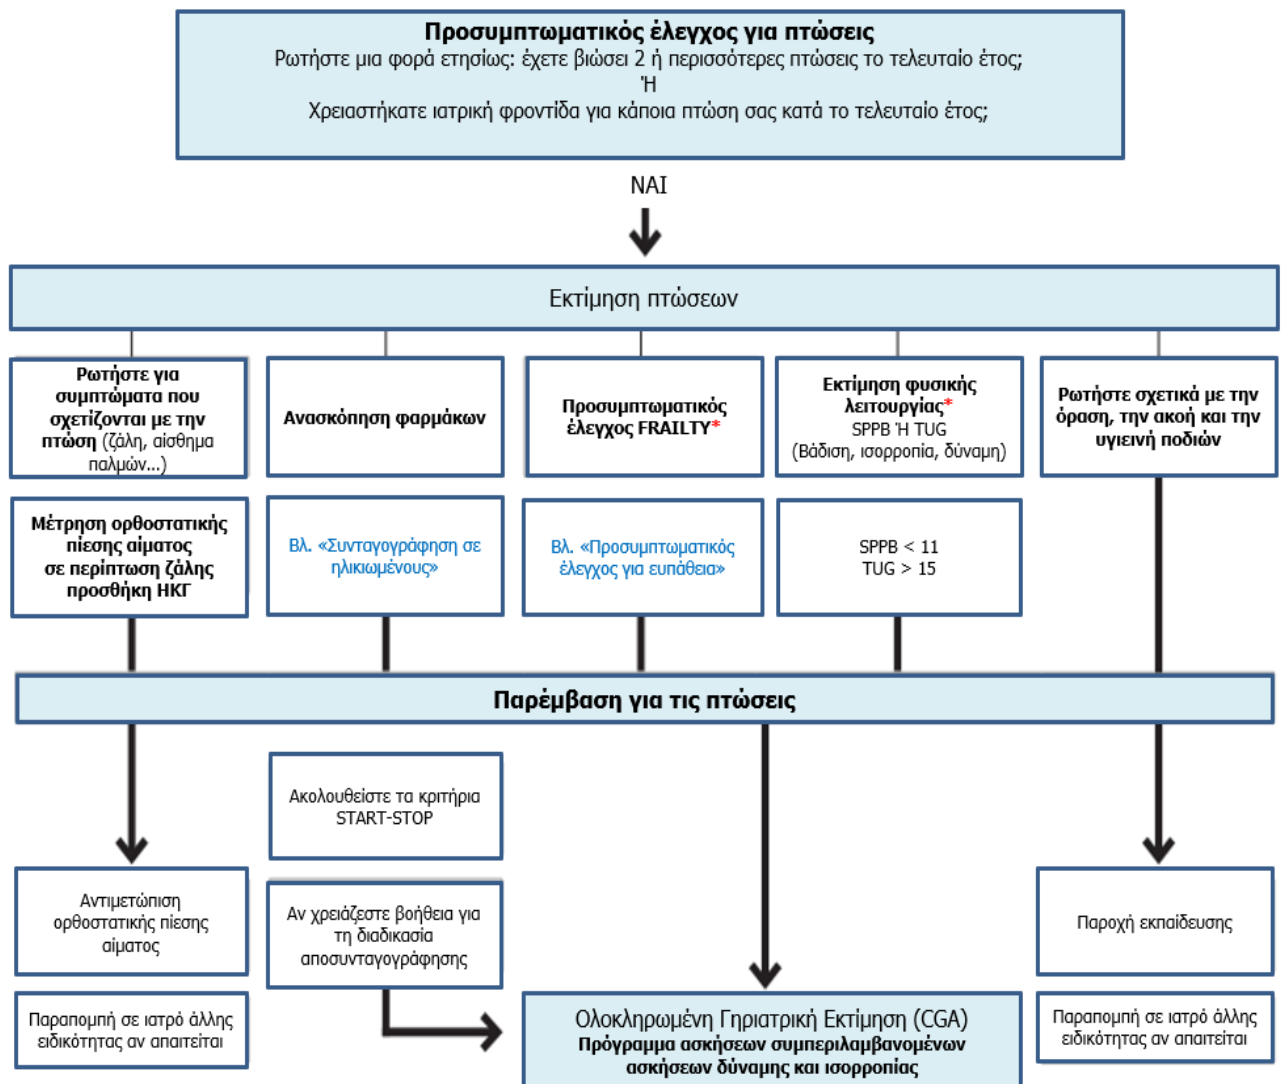 Προσυμπτωματικός έλεγχος για πτώσεις
Ρωτήστε μια φορά ετησίως: έχετε βιώσει 2 ή περισσότερες πτώσεις το τελευταίο έτος;
Ή
Χρειαστήκατε ιατρική φροντίδα για κάποια πτώση σας κατά το τελευταίο έτος;
ΝΑΙ
Εκτίμηση πτώσεων
Ρωτήστε για
συμπτώματα που
σχετίζονται με την
πτώση (ζάλη, αίσθημα
παλμών...)
Ανασκόπηση φαρμάκων
Προσυμπτωματικός
έλεγχος FRAILTY*
Εκτίμηση φυσικής
λειτουργίας*
SPPB Ή TUG
(Βάδιση, ισορροπία, δύναμη)
Ρωτήστε σχετικά με την
όραση, την ακοή και την
υγιεινή ποδιών
Μέτρηση ορθοστατικής
πίεσης αίματος
σε περίπτωση ζάλης
προσθήκη ΗΚΓ
Βλ. «Συνταγογράφηση σε
ηλικιωμένους»
Βλ. «Προσυμπτωματικός
έλεγχος για ευπάθεια»
SPPB < 11
TUG > 15
Παρέμβαση για τις πτώσεις
Ακολουθείστε τα κριτήρια
START-STOP
Αντιμετώπιση
ορθοστατικής πίεσης
αίματος
Αν χρειάζεστε βοήθεια για
τη διαδικασία
αποσυνταγογράφησης
Παροχή εκπαίδευσης
Παραπομπή σε ιατρό άλλης
ειδικότητας αν απαιτείται
Ολοκληρωμένη Γηριατρική Εκτίμηση (CGA)
Πρόγραμμα ασκήσεων συμπεριλαμβανομένων
ασκήσεων δύναμης και ισορροπίας
Παραπομπή σε ιατρό άλλης
ειδικότητας αν απαιτείται